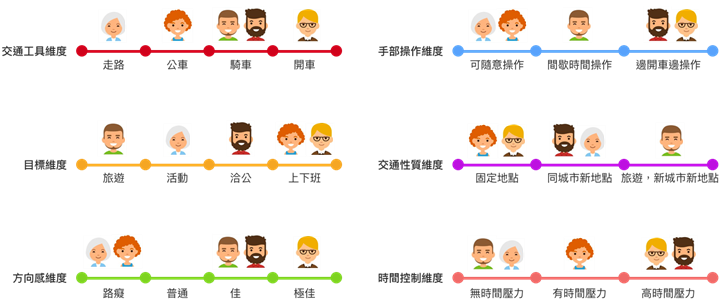 交通工具維度
走路 公車 騎車 開車
手部操作維度
可隨意操作 間歇時間操作 邊開車邊操作
目標維度
旅遊 活動 洽公 上下班
交通性質維度
固定地點 同城市新地點 旅遊，新城市新地點
方向感維度
路癡 普通 佳 極佳
時間控制維度
無時間壓力 有時間壓力 高時間壓力